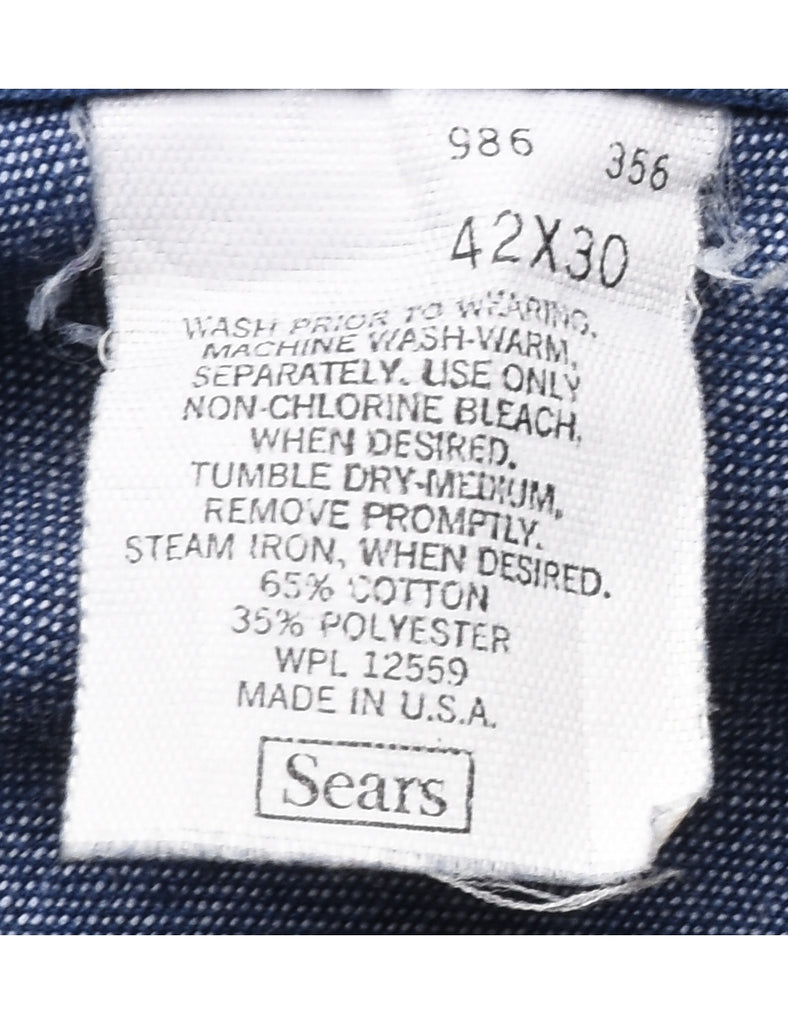 986 356
42X30
WASH PRIOR TO WEARING.
MACHINE WASH-WARM,
SEPARATELY. USE ONLY
NON-CHLORINE BLEACH,
WHEN DESIRED.
TUMBLE DRY-MEDIUM,
REMOVE PROMPTLY.
STEAM IRON, WHEN DESIRED.
65% COTTON
35% POLYESTER
WPL 12559
MADE IN U.S.A.
Sears